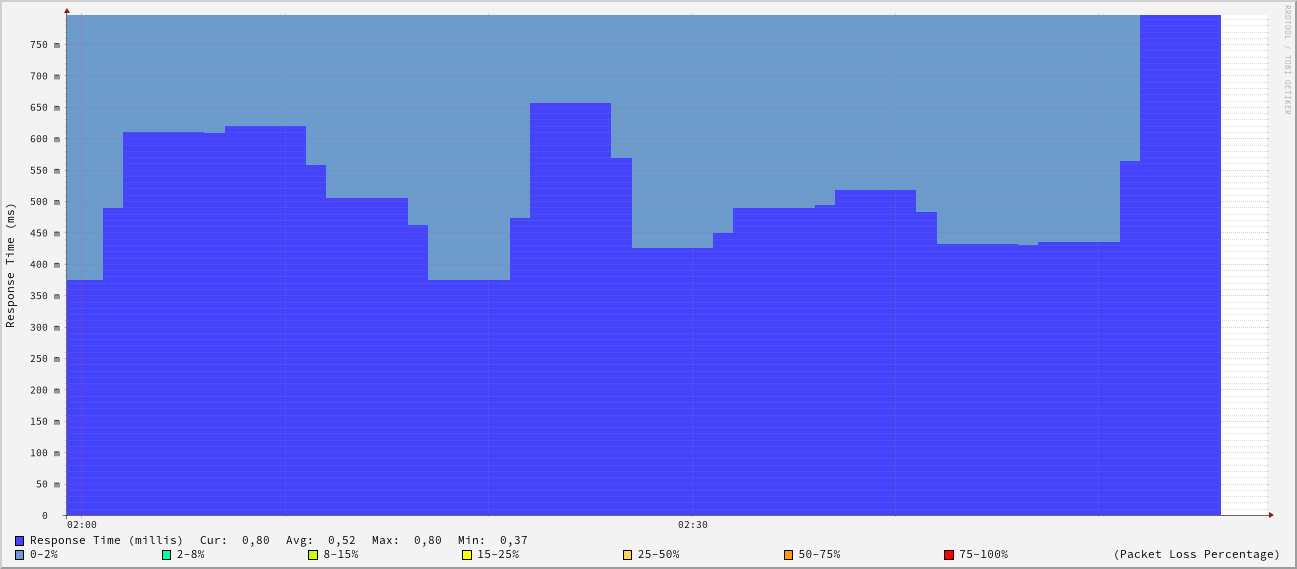 RRDTOOL / TOBI OETIKER
Response Time (ms)
750 m
700 m
650 m
600 m
550 m
500 m
450 m
400 m
350 m
300 m
250 m
200 m
150 m
100 m
50 m
0
02:00 02:30
Response Time (millis) Cur: 0,80 Avg: 0,52 Max: 0,80 Min: 0,37
0-2% 2-8% 8-15% 15-25% 25-50% 50-75% 75-100% (Packet Loss Percentage)